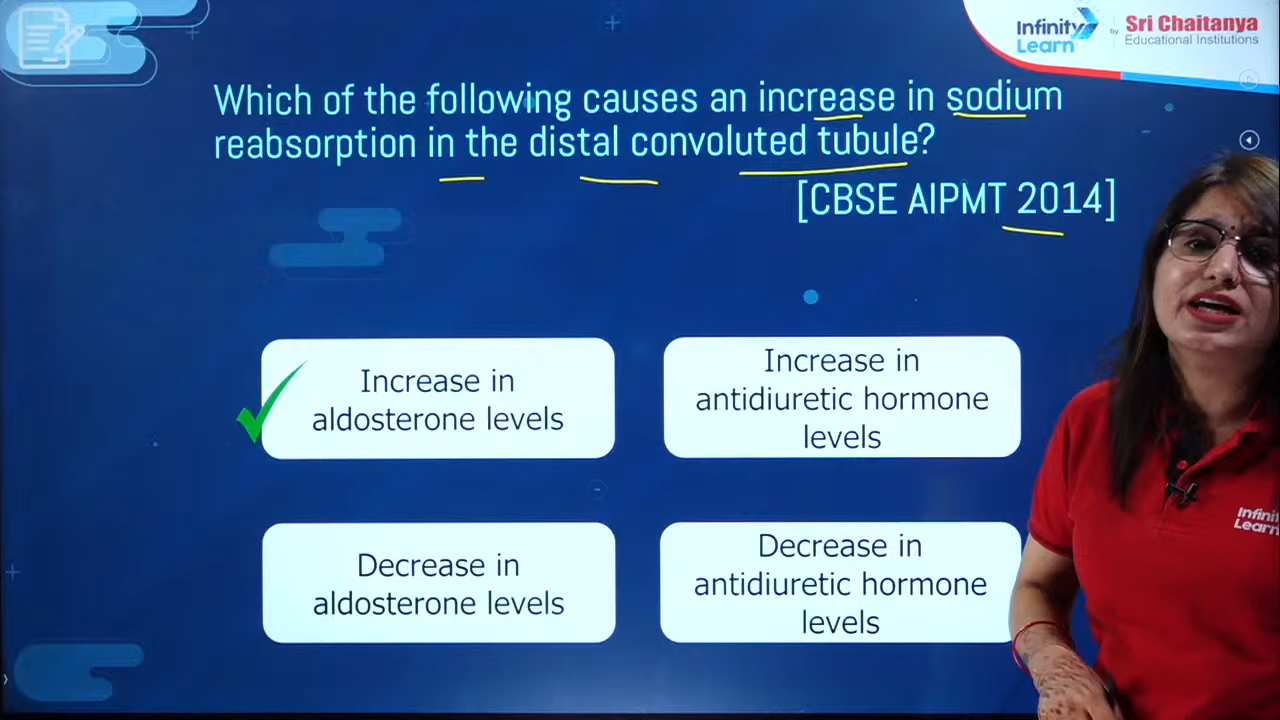 Infinity
Learn
by
Sri Chaitanya
Educational Institutions
Which of the following causes an increase in sodium
reabsorption in the distal convoluted tubule?
[CBSE AIPMT 2014]
Increase in
aldosterone levels
Increase in
antidiuretic hormone
levels
Decrease in
aldosterone levels
Decrease in
antidiuretic hormone
levels
Infini
Learn